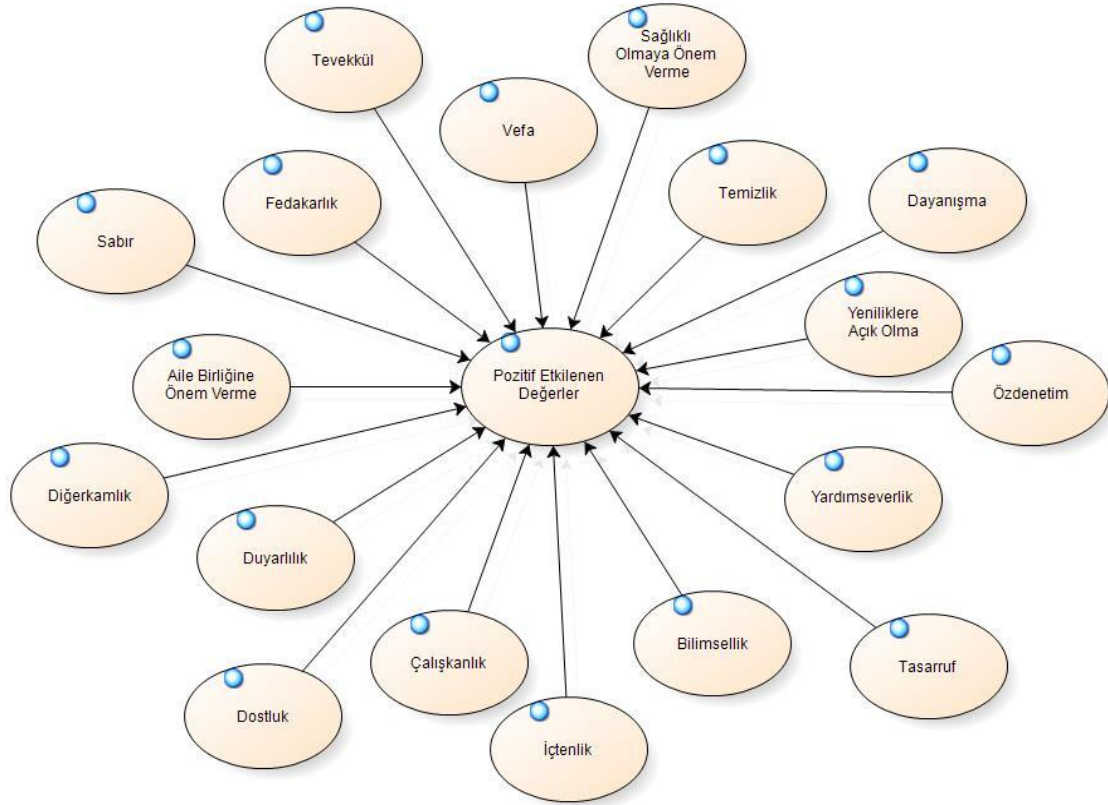 Sağlıklı
Olmaya Önem
Verme
Tevekkül
Vefa
Temizlik
Dayanışma
Fedakarlık
Sabır
Yeniliklere
Açık Olma
Pozitif Etkilenen
Değerler
Aile Birliğine
Önem Verme
Özdenetim
Diğerkamlık
Yardımseverlik
Duyarlılık
Bilimsellik
Çalışkanlık
Tasarruf
Dostluk
İçtenlik